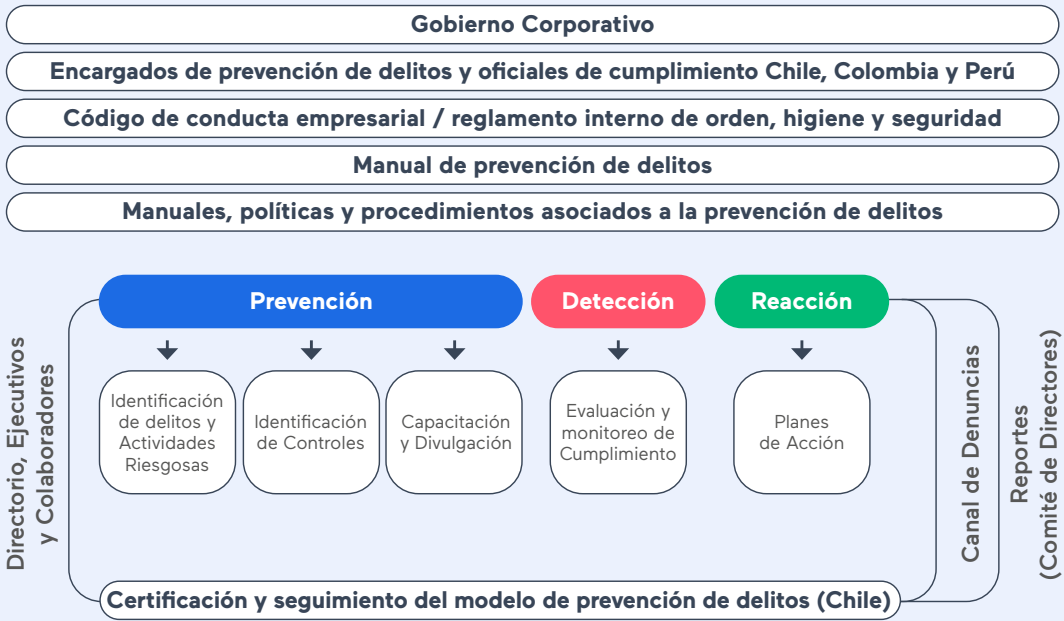 Gobierno Corporativo
Encargados de prevención de delitos y oficiales de cumplimiento Chile, Colombia y Perú
Código de conducta empresarial / reglamento interno de orden, higiene y seguridad
Manual de prevención de delitos
Manuales, políticas y procedimientos asociados a la prevención de delitos
Directorio, Ejecutivos
y Colaboradores
Prevención
Detección
Reacción
Identificación
de delitos y
Actividades
Riesgosas
Identificación
de Controles
Capacitación
y Divulgación
Evaluación y
monitoreo de
Cumplimiento
Planes
de Acción
Canal de Denuncias
Reportes
(Comité de Directores)
Certificación y seguimiento del modelo de prevención de delitos (Chile)